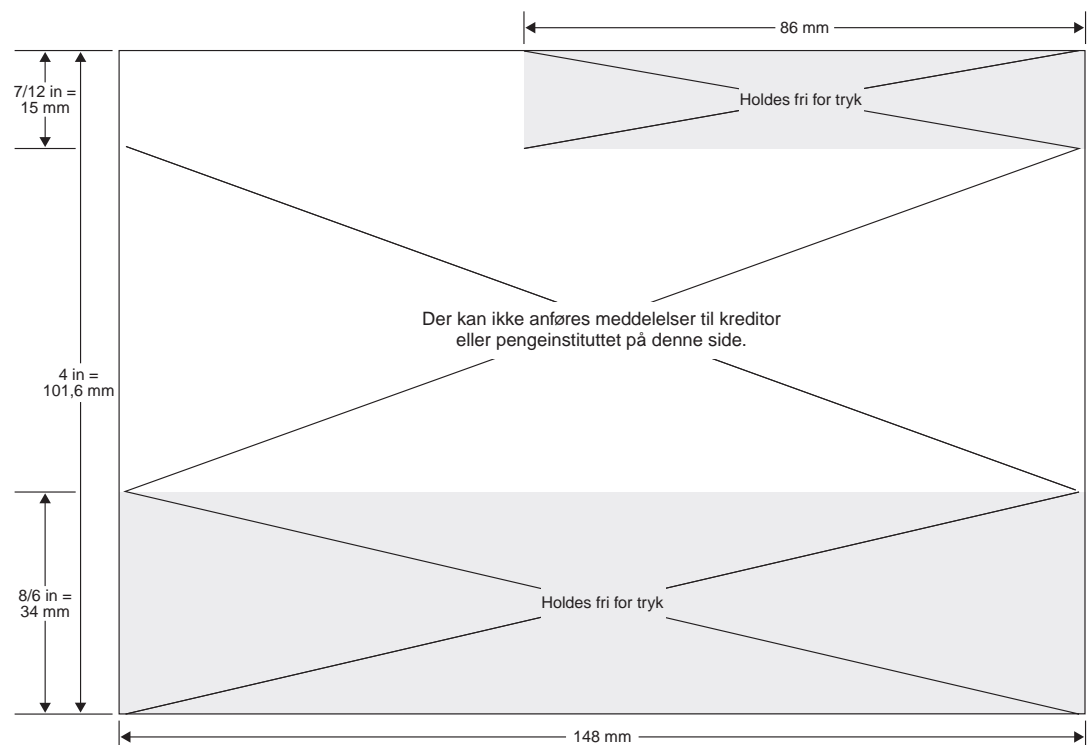 86 mm
7/12 in =
15 mm
Holdes fri for tryk
Der kan ikke anføres meddelelser til kreditor
eller pengeinstituttet på denne side.
4 in =
101,6 mm
8/6 in =
34 mm
Holdes fri for tryk
148 mm